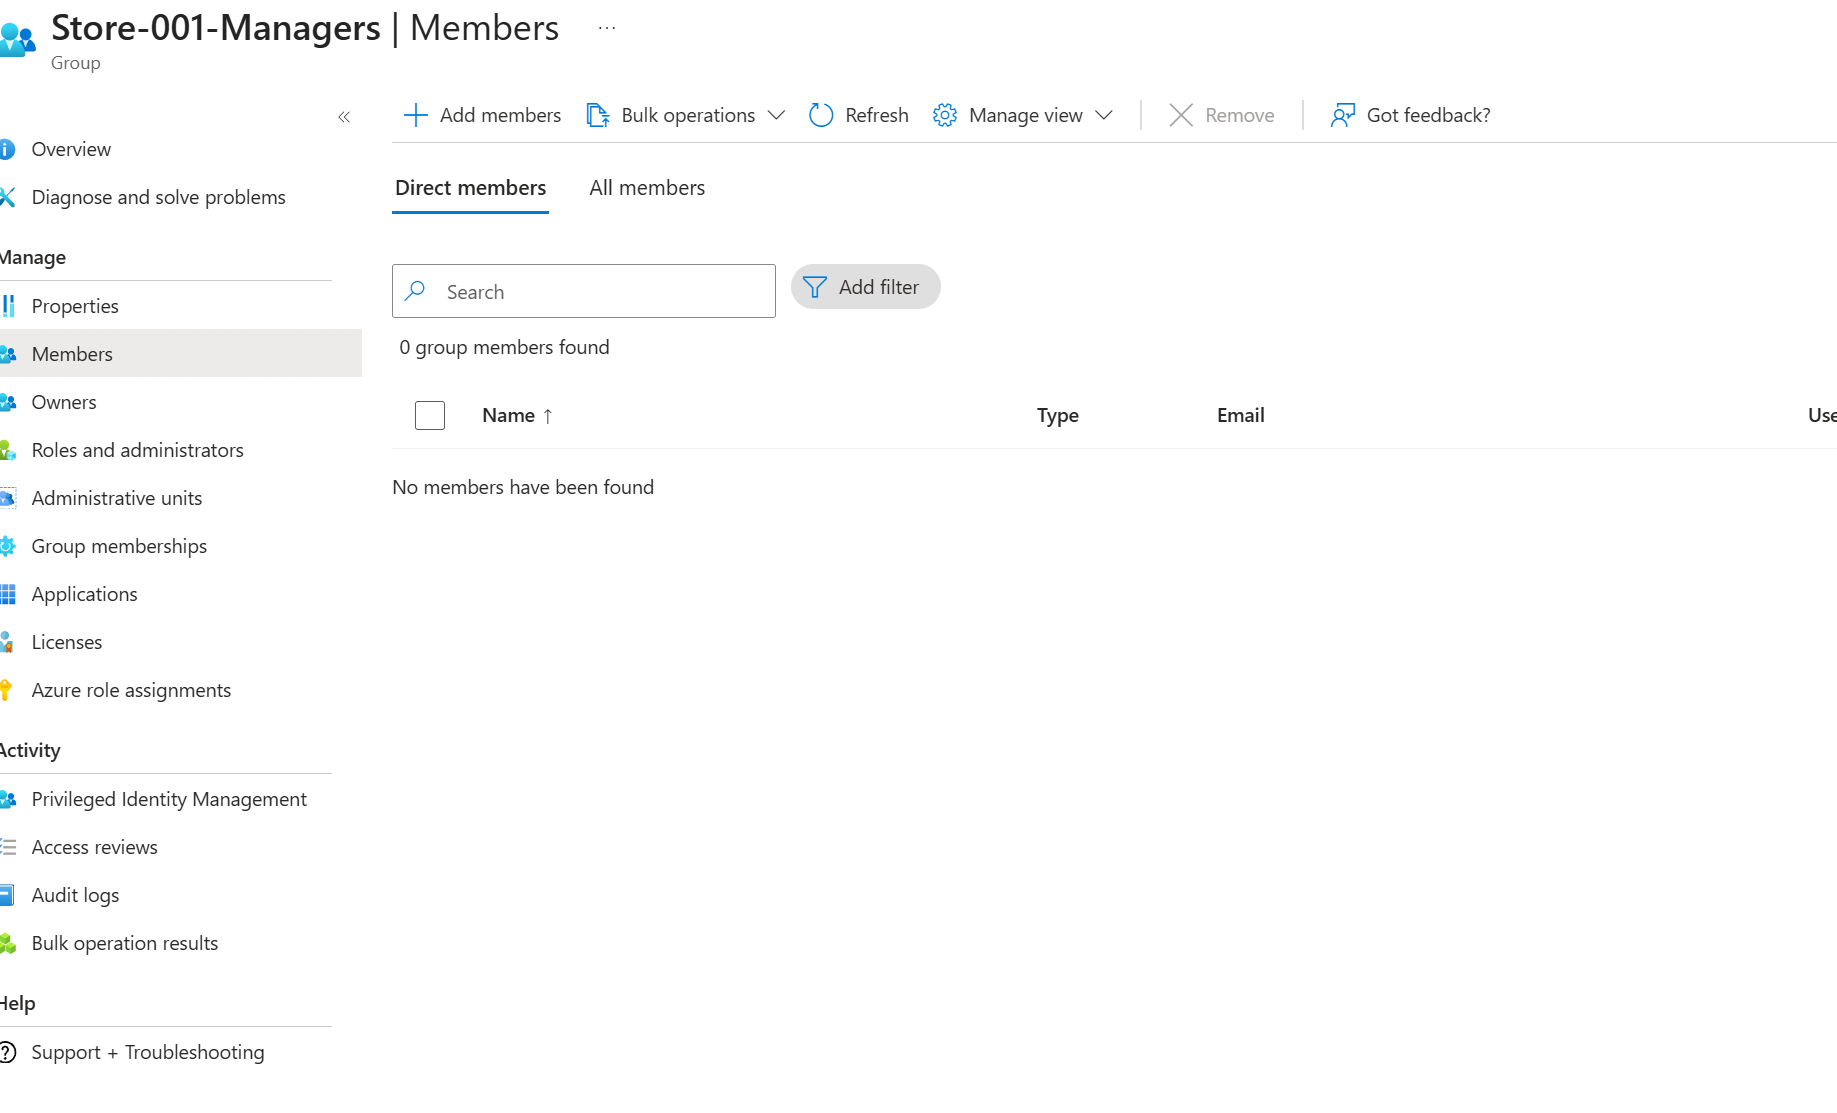 Store-001-Managers | Members ...
Group
«
Overview
Diagnose and solve problems
Manage
Properties
Members
Owners
Roles and administrators
Administrative units
Group memberships
Applications
Licenses
Azure role assignments
Activity
Privileged Identity Management
Access reviews
Audit logs
Bulk operation results
Help
Support + Troubleshooting
Add members Bulk operations Refresh Manage view Remove Got feedback?
Direct members All members
Search Add filter
0 group members found
Name ↑ Type Email Use
No members have been found